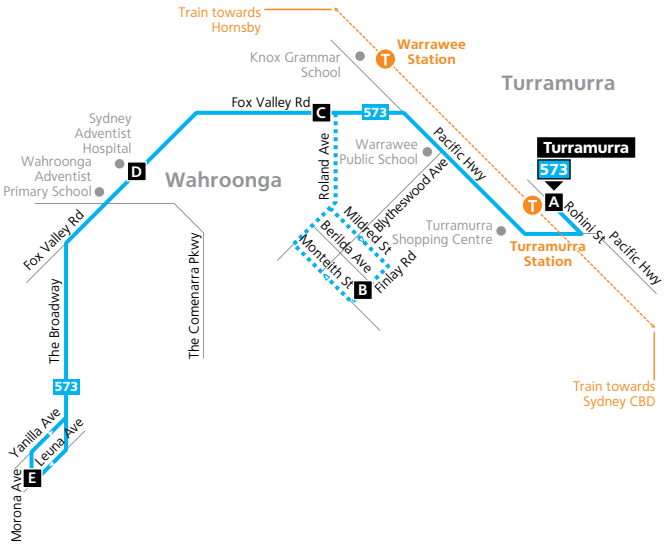 Train towards
Hornsby
Warrawee
Station
T
Knox Grammar
School
Turramurra
Fox Valley Rd
C
573
Sydney
Adventist
Hospital
Roland Ave
Warrawee
Public School
Pacific Hwy
Turramurra
573
Wahroonga
Adventist
Primary School
D
Wahroonga
Blytheswood Ave
T
A
Rohini St
Mildred St
Turramurra
Shopping Centre
Berilda Ave
Fox Valley Rd
Monteith St
Finlay Rd
Turramurra
Station
Pacific Hwy
B
The Broadway
The Comenarra Pkwy
573
Train towards
Sydney CBD
Yanilla Ave
Leuna Ave
E
Morona Ave